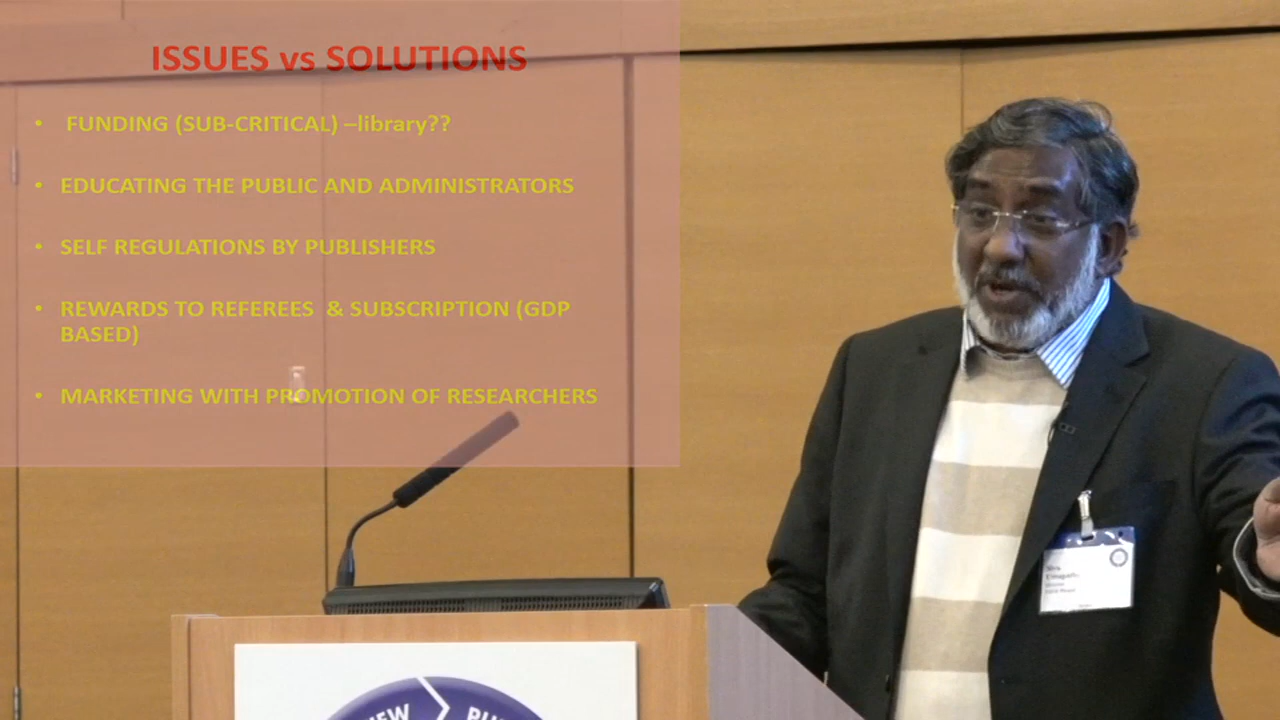 ISSUES vs SOLUTIONS
• FUNDING (SUB-CRITICAL) –library??
• EDUCATING THE PUBLIC AND ADMINISTRATORS
• SELF REGULATIONS BY PUBLISHERS
• REWARDS TO REFEREES & SUBSCRIPTION (GDP
BASED)
• MARKETING WITH PROMOTION OF RESEARCHERS